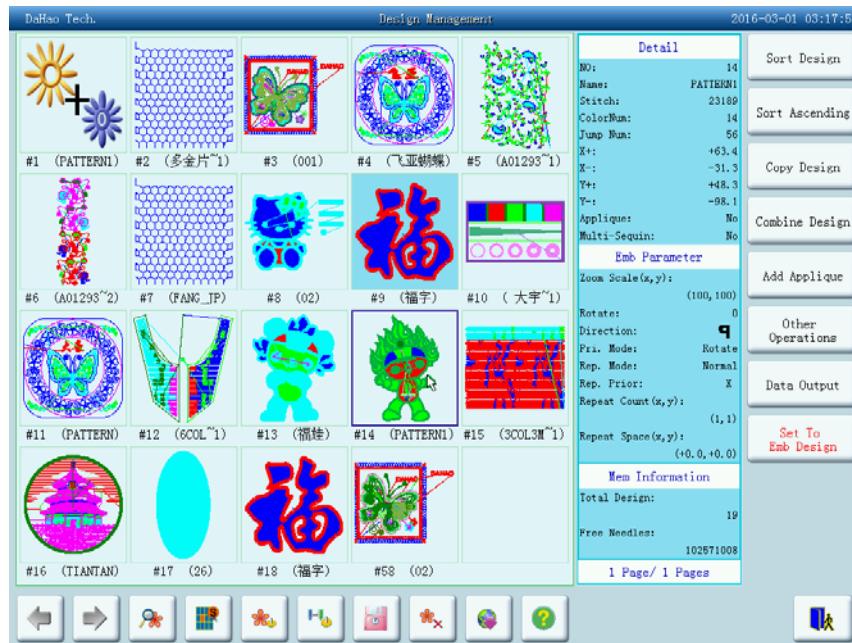 DaHao Tech.
Design Management
2016-03-01 03:17:5
#1 (PATTERN1)
#2 (多金片~1)
#3 (001)
#4 (飞亚蝴蝶)
#5 (A01293~1)
#6 (A01293~2)
#7 (FANG_JP)
#8 (02)
#9 (福字)
#10 ( 大宇~1)
#11 (PATTERN)
#12 (6COL~1)
#13 (福娃)
#14 (PATTERN1)
#15 (3COL3M~1)
#16 (TIANTAN)
#17 (26)
#18 (福字)
#58 (02)
DAHAO
DAHAO
福
福
DAHAO
DAHAO
Detail
NO: 14
Name: PATTERN1
Stitch: 23189
ColorNum: 14
Jump Num: 56
X+: +63.4
X-: -31.3
Y+: +48.3
Y-: -98.1
Applique: No
Multi-Sequin: No
Emb Parameter
Zoom Scale(x,y):
(100,100)
Rotate: 0
Direction:
Pri. Mode: Rotate
Rep. Mode: Normal
Rep. Prior: X
Repeat Count(x,y):
(1,1)
Repeat Space(x,y):
(+0.0,+0.0)
Mem Information
Total Design:
19
Free Needles:
102571008
1 Page/ 1 Pages
Sort Design
Sort Ascending
Copy Design
Combine Design
Add Applique
Other
Operations
Data Output
Set To
Emb Design